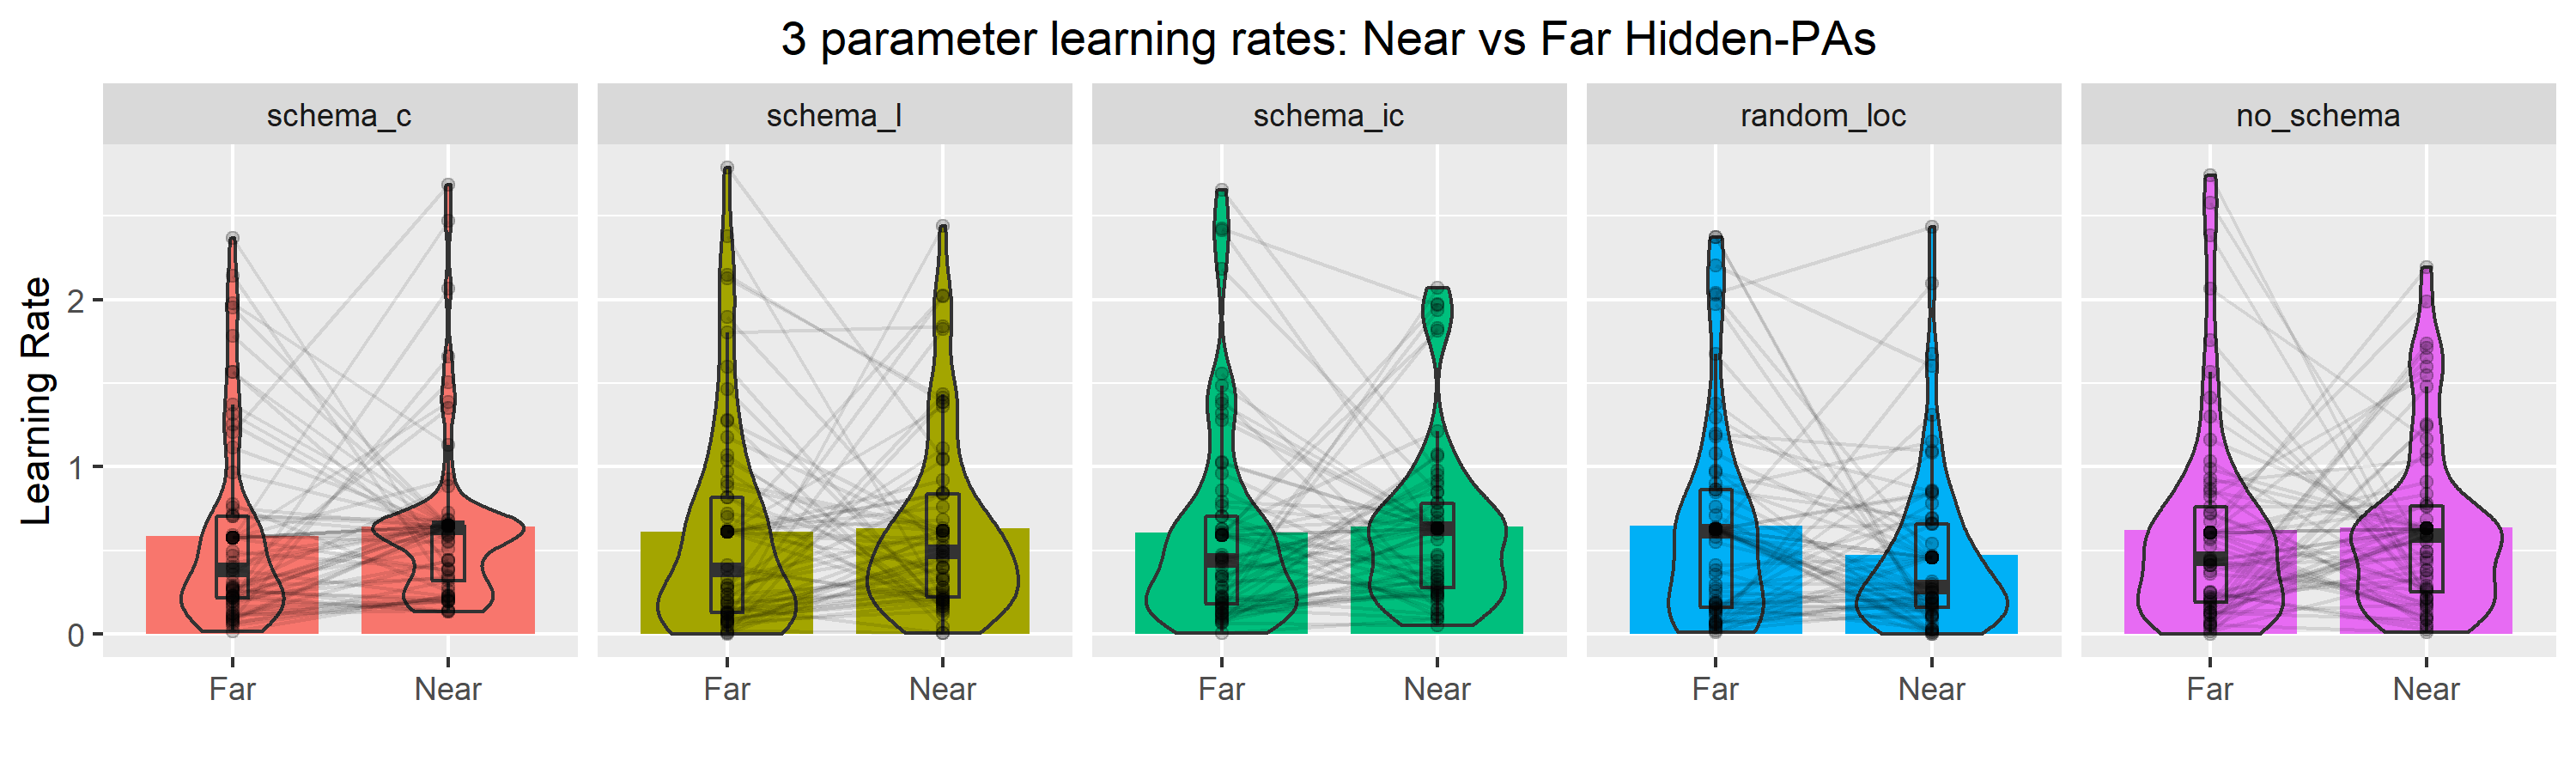 3 parameter learning rates: Near vs Far Hidden-PAs
schema_c schema_l schema_ic random_loc no_schema
Learning Rate
2
1
0
Far Near Far Near Far Near Far Near Far Near